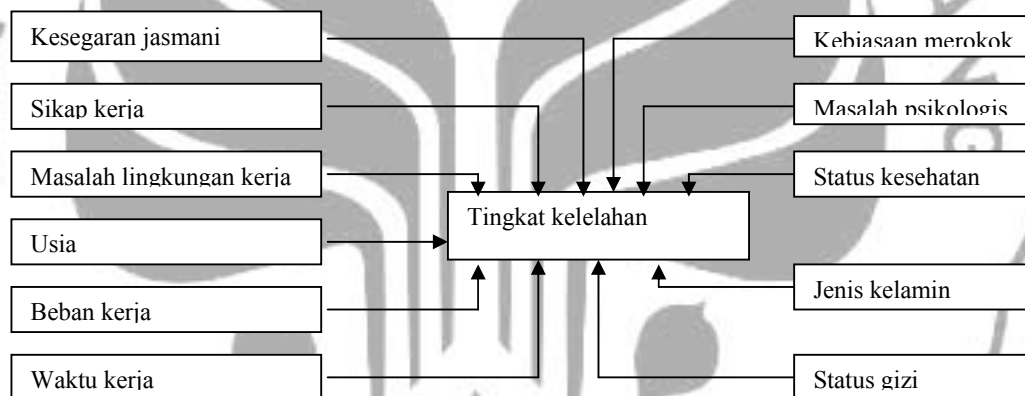 Kesegaran jasmani
Sikap kerja
Masalah lingkungan kerja
Usia
Beban kerja
Waktu kerja
Tingkat kelelahan
Kebiasaan merokok
Masalah psikologis
Status kesehatan
Jenis kelamin
Status gizi